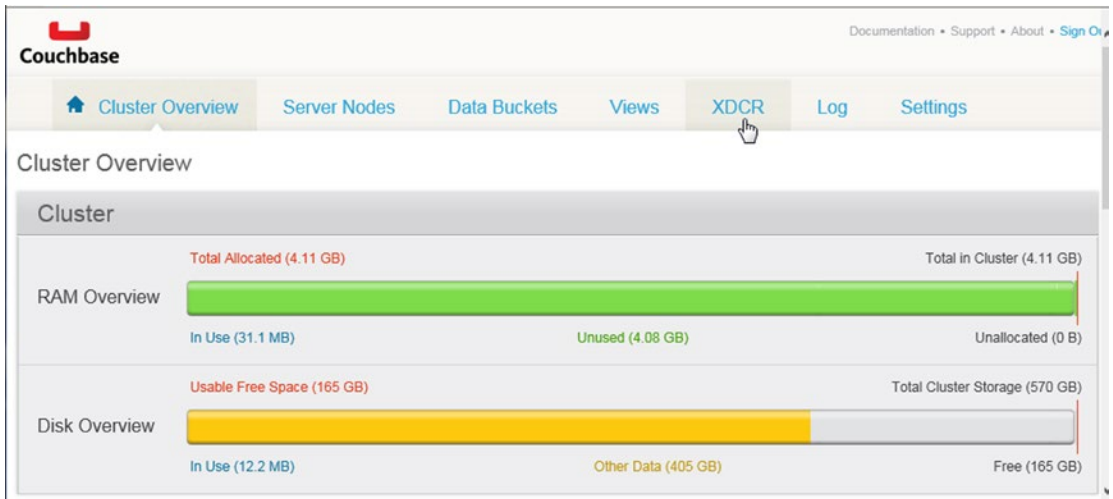 Documentation • Support • About • Sign
Couchbase
Cluster Overview Server Nodes Data Buckets Views XDCR Log Settings
Cluster Overview
Cluster
Total Allocated (4.11 GB) Total in Cluster (4.11 GB)
RAM Overview
In Use (31.1 MB) Unused (4.08 GB) Unallocated (0 B)
Usable Free Space (165 GB) Total Cluster Storage (570 GB)
Disk Overview
In Use (12.2 MB) Other Data (405 GB) Free (165 GB)